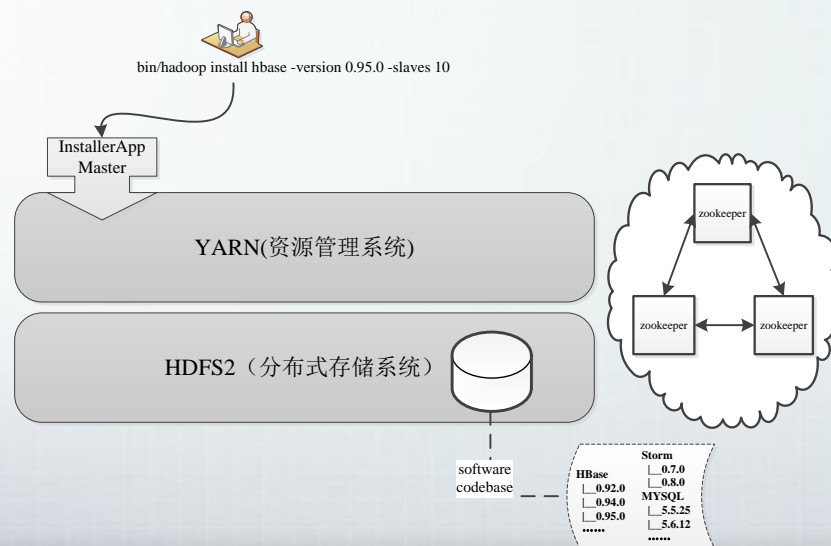 bin/hadoop install hbase -version 0.95.0 -slaves 10
InstallerApp
Master
YARN(资源管理系统)
zookeeper
zookeeper
zookeeper
HDFS2（分布式存储系统）
software
codebase
HBase
|__0.92.0
|__0.94.0
|__0.95.0
......
Storm
|__0.7.0
|__0.8.0
MYSQL
|__5.5.25
|__5.6.12
......